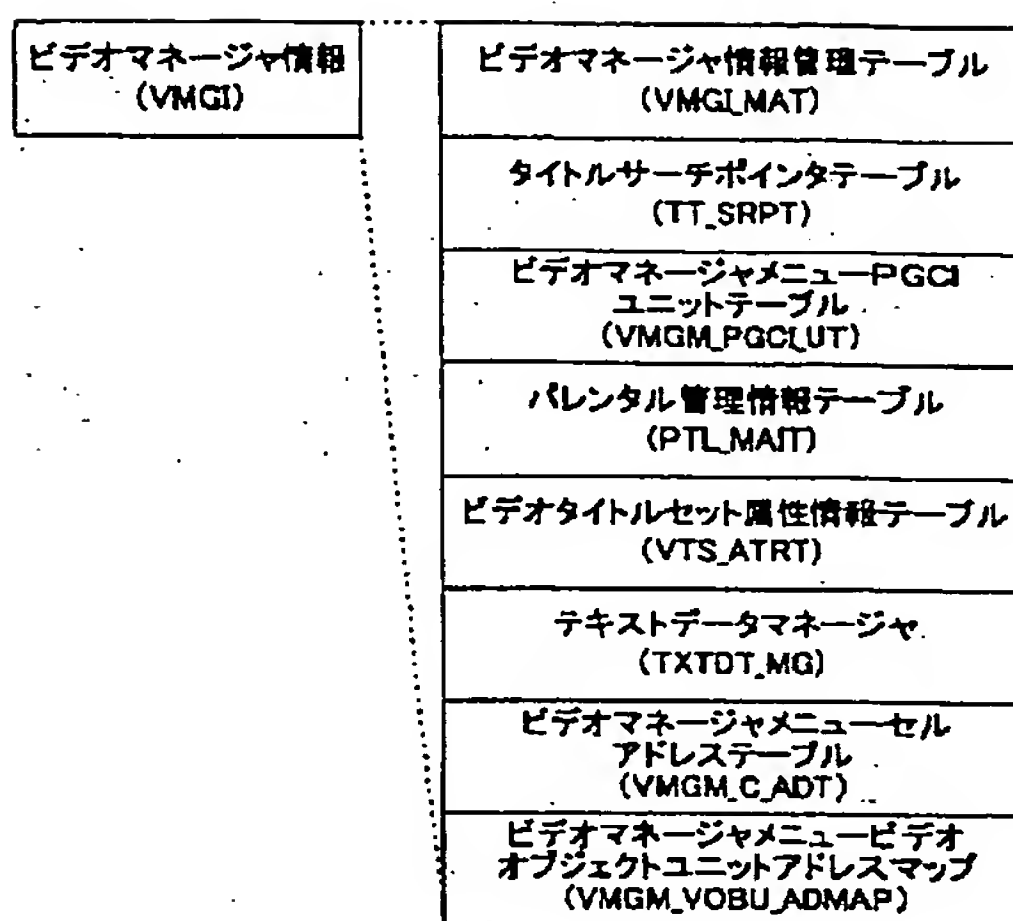 ビデオマネージャ情報
(VMGI)
ビデオマネージャ情報管理テーブル
(VMGI_MAT)
タイトルサーチポインタテーブル
(TT_SRPT)
ビデオマネージャメニューPGCI
ユニットテーブル
(VMGM_PGCI_UT)
パレンタル管理情報テーブル
(PTL_MAIT)
ビデオタイトルセット属性情報テーブル
(VTS_ATRT)
テキストデータマネージャ
(TXTDT_MG)
ビデオマネージャメニューセル
アドレステーブル
(VMGM_C_ADT)
ビデオマネージャメニュービデオ
オブジェクトユニットアドレスマップ
(VMGM_VOBU_ADMAP)